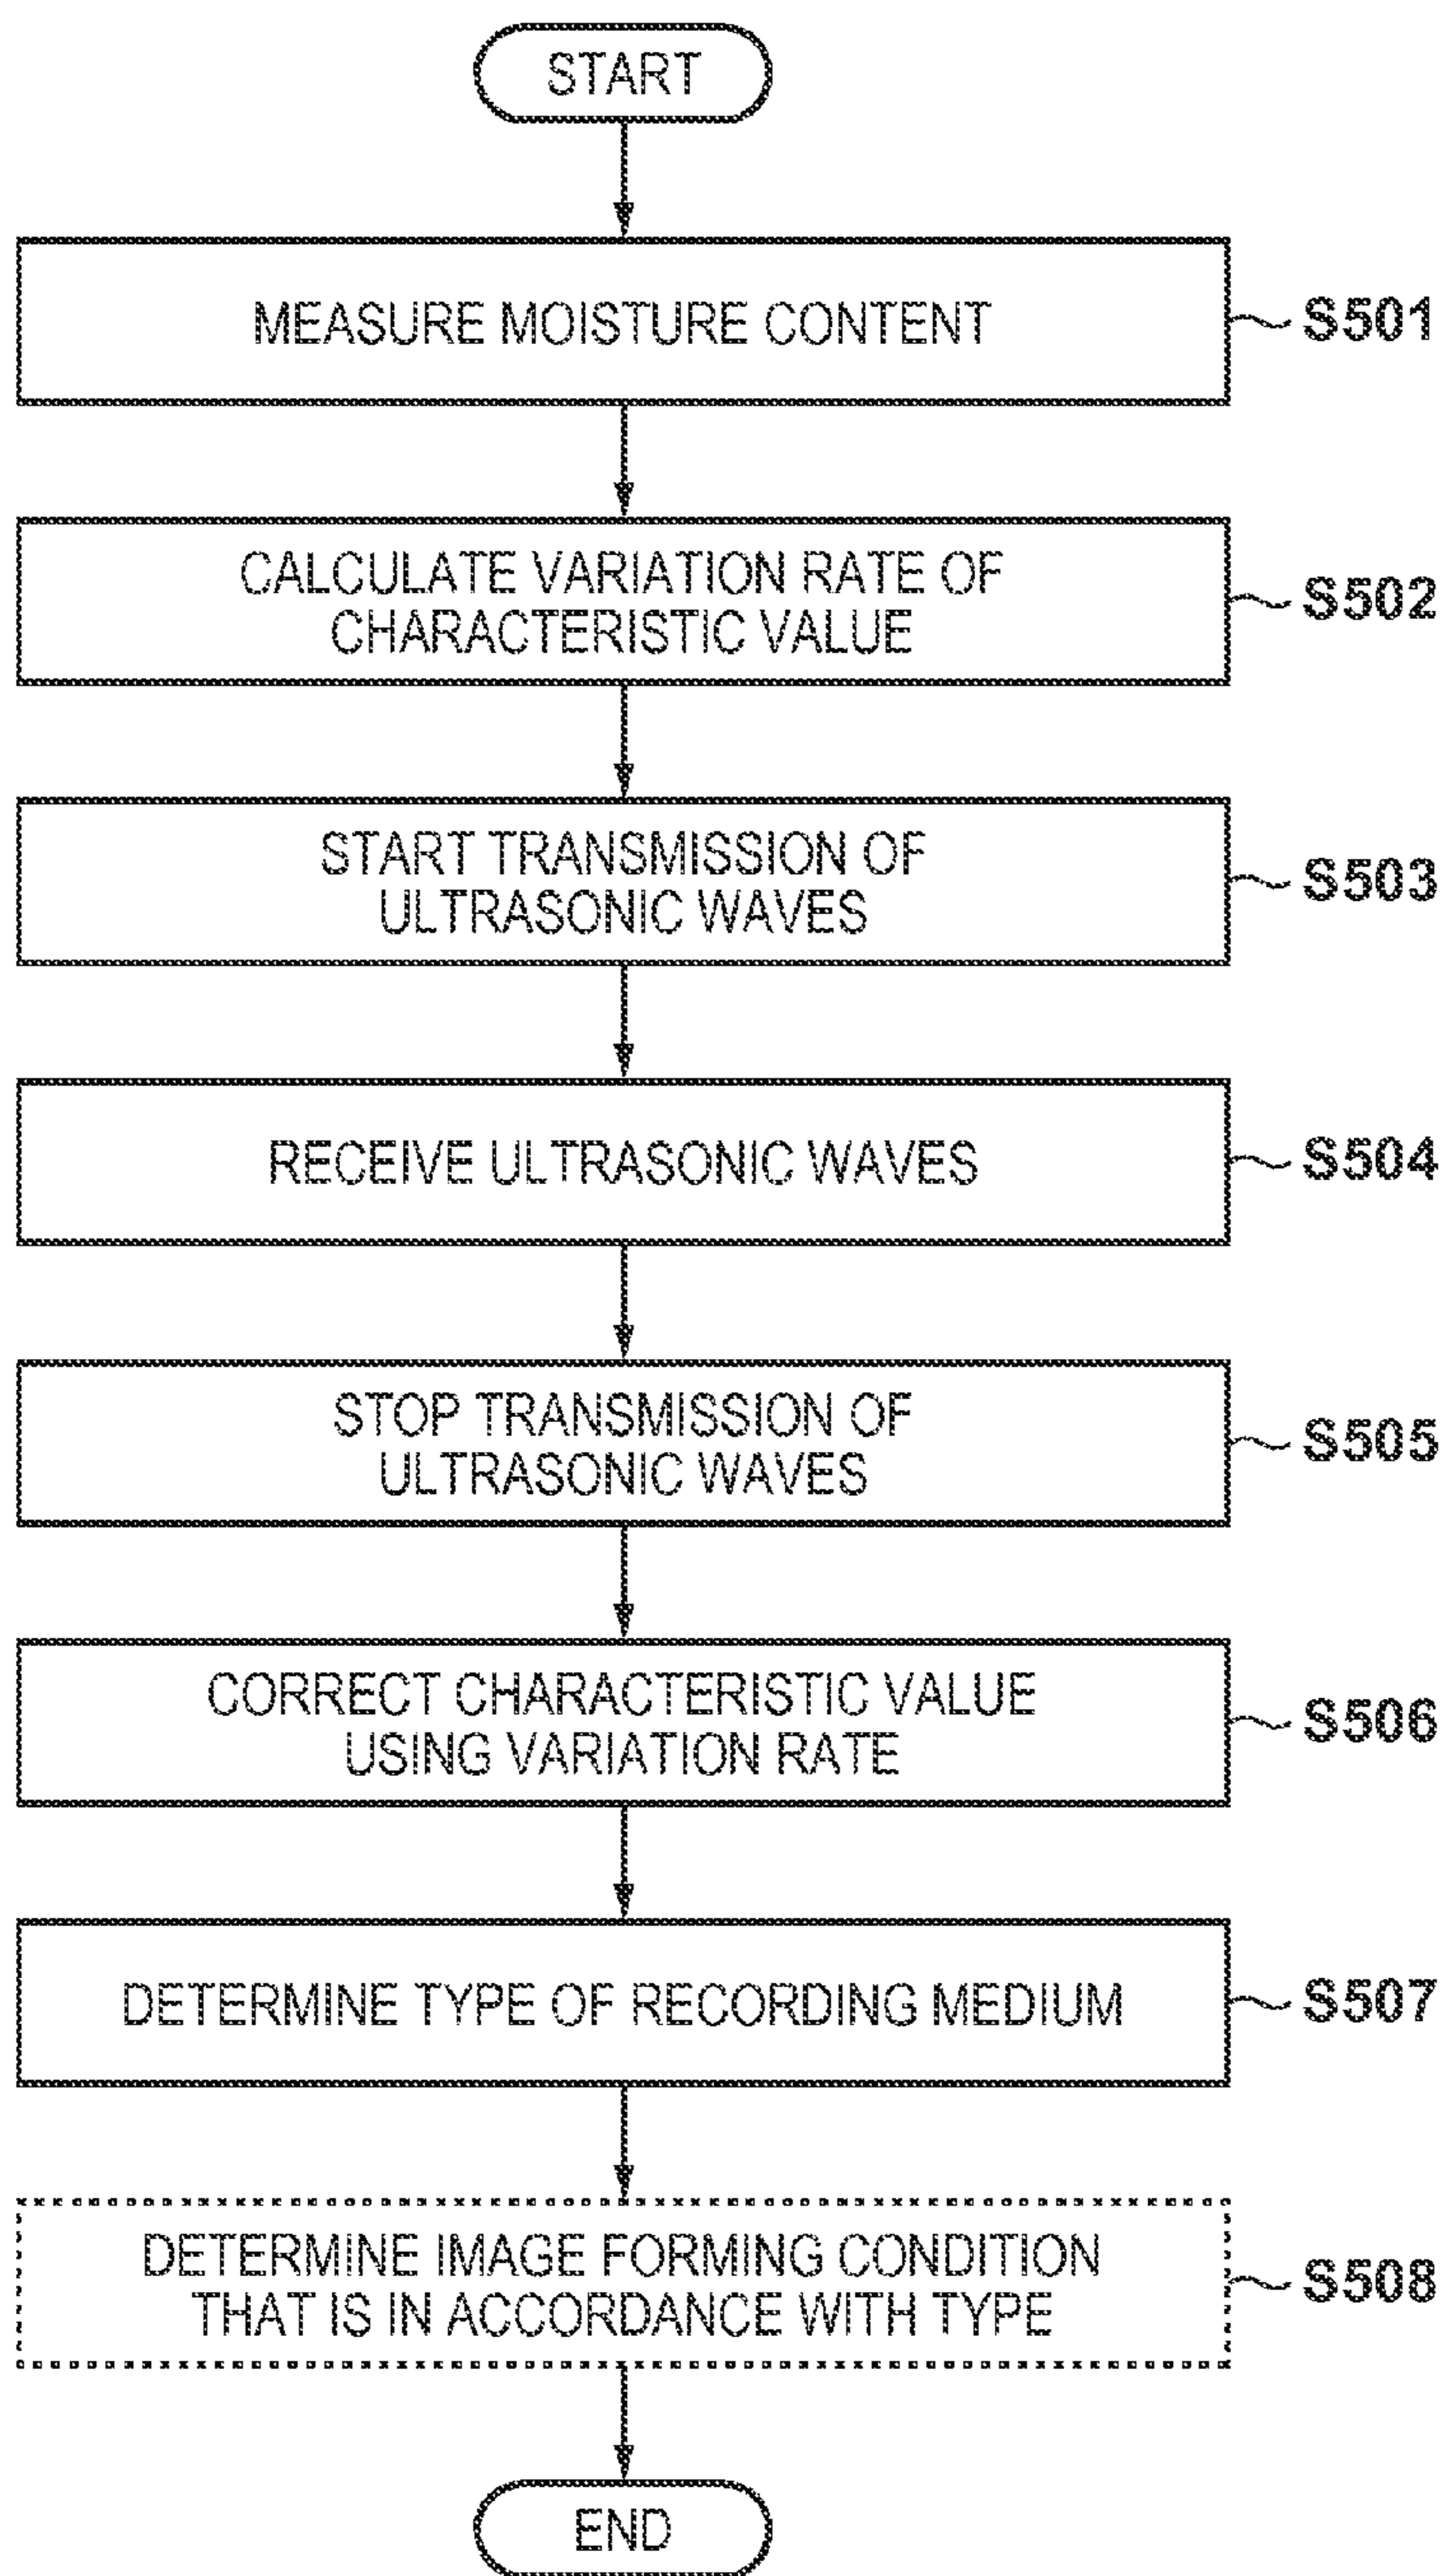 START
MEASURE MOISTURE CONTENT
S501
CALCULATE VARIATION RATE OF
CHARACTERISTIC VALUE
S502
START TRANSMISSION OF
ULTRASONIC WAVES
S503
RECEIVE ULTRASONIC WAVES
S504
STOP TRANSMISSION OF
ULTRASONIC WAVES
S505
CORRECT CHARACTERISTIC VALUE
USING VARIATION RATE
S506
DETERMINE TYPE OF RECORDING MEDIUM
S507
DETERMINE IMAGE FORMING CONDITION
THAT IS IN ACCORDANCE WITH TYPE
S508
END